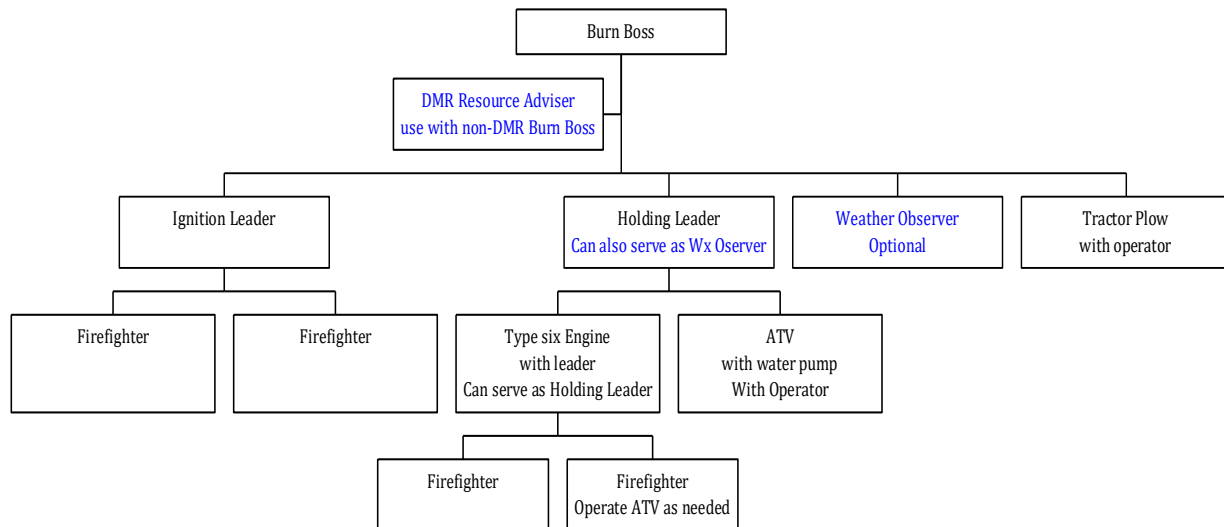 Burn Boss
DMR Resource Adviser
use with non-DMR Burn Boss
Ignition Leader
Holding Leader
Can also serve as Wx Oserver
Weather Observer
Optional
Tractor Plow
with operator
Firefighter
Firefighter
Type six Engine
with leader
Can serve as Holding Leader
ATV
with water pump
With Operator
Firefighter
Firefighter
Operate ATV as needed